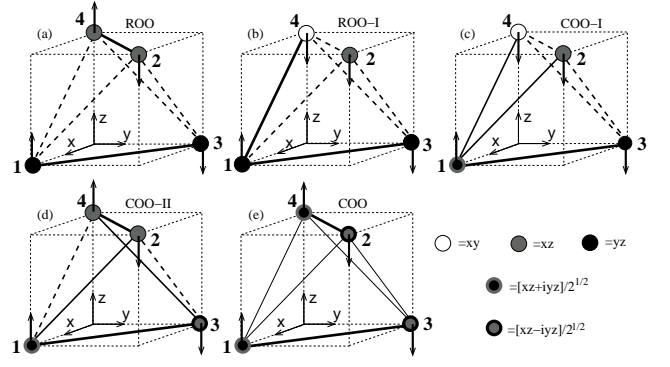 (a) 4 ROO
2
z
x y
1 3
(b) 4 ROO-I
2
z
x y
1 3
(c) 4 COO-I
2
z
x y
1 3
(d) 4 COO-II
2
z
x y
1 3
(e) 4 COO
2
z
x y
1 3
=xy =xz =yz
=[xz+iyz]/2^1/2
=[xz-iyz]/2^1/2